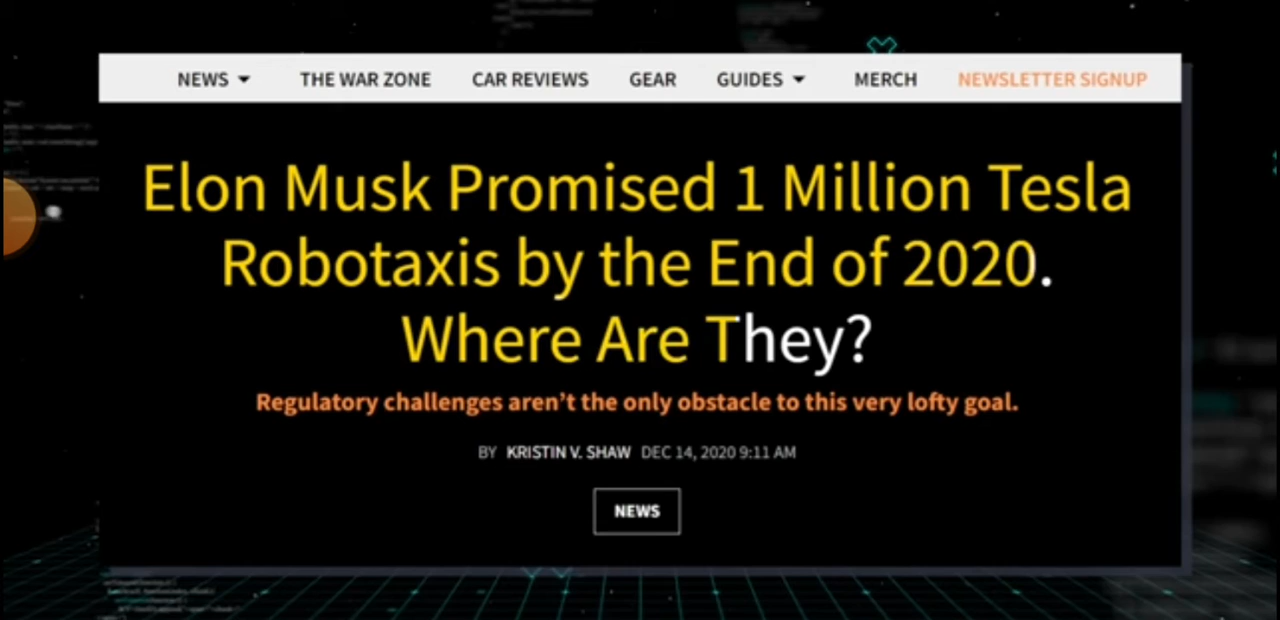 NEWS THE WAR ZONE CAR REVIEWS GEAR GUIDES MERCH NEWSLETTER SIGNUP
Elon Musk Promised 1 Million Tesla
Robotaxis by the End of 2020.
Where Are They?
Regulatory challenges aren’t the only obstacle to this very lofty goal.
BY KRISTIN V. SHAW DEC 14, 2020 9:11 AM
NEWS